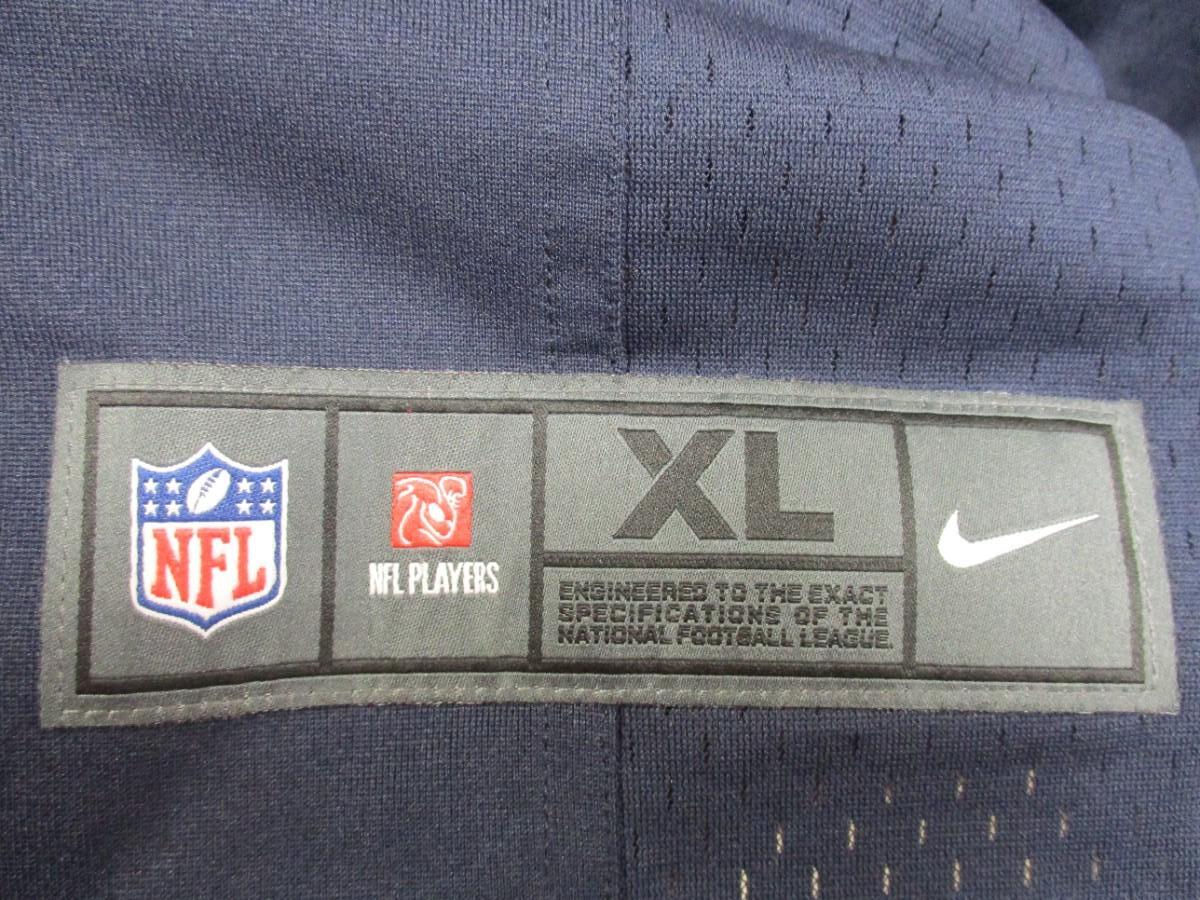 NFL
NFL PLAYERS
XL
ENGINEERED TO THE EXACT
SPECIFICATIONS OF THE
NATIONAL FOOTBALL LEAGUE.